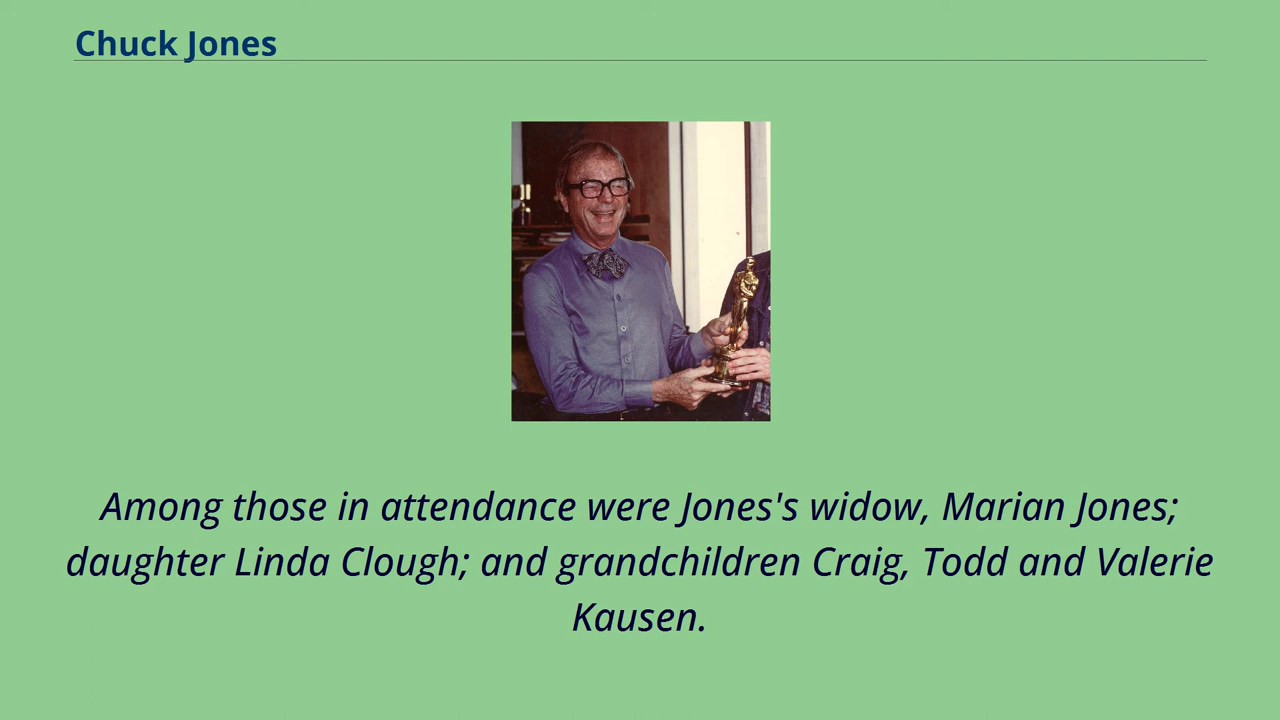 Chuck Jones
Among those in attendance were Jones's widow, Marian Jones;
daughter Linda Clough; and grandchildren Craig, Todd and Valerie
Kausen.